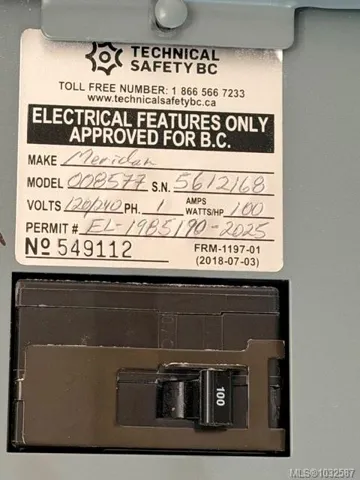 TECHNICAL
SAFETY BC
TOLL FREE NUMBER: 1 866 566 7233
www.technicalsafetybc.ca
ELECTRICAL FEATURES ONLY
APPROVED FOR B.C.
MAKE Meridan
MODEL 008577 S.N. 5612168
VOLTS 120/240 PH. 1 AMPS WATTS/HP 100
PERMIT # EL-1985190-2025
Nº 549112 FRM-1197-01
(2018-07-03)
100
MLS®1032587